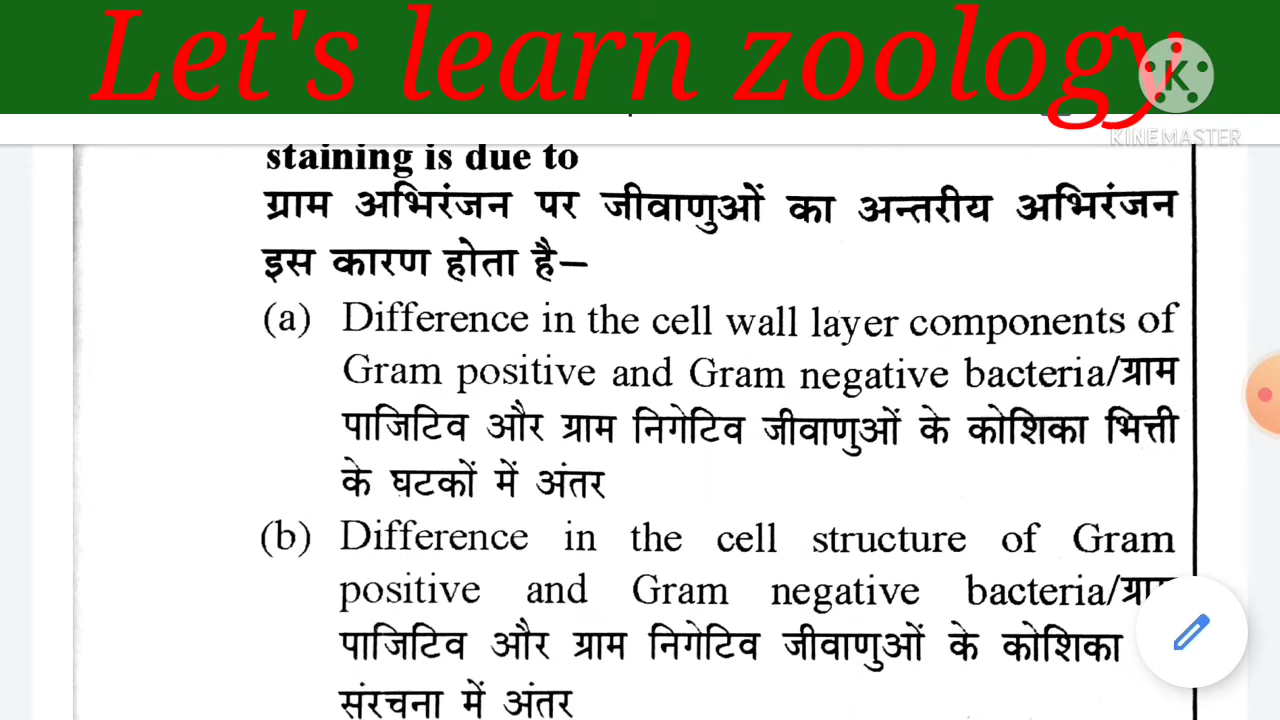 Let's learn zoology
K
KINEMASTER
staining is due to
ग्राम अभिरंजन पर जीवाणुओं का अन्तरीय अभिरंजन
इस कारण होता है–
(a) Difference in the cell wall layer components of
Gram positive and Gram negative bacteria/ग्राम
पाजिटिव और ग्राम निगेटिव जीवाणुओं के कोशिका भित्ती
के घटकों में अंतर
(b) Difference in the cell structure of Gram
positive and Gram negative bacteria/ग्राम
पाजिटिव और ग्राम निगेटिव जीवाणुओं के कोशिका
संरचना में अंतर